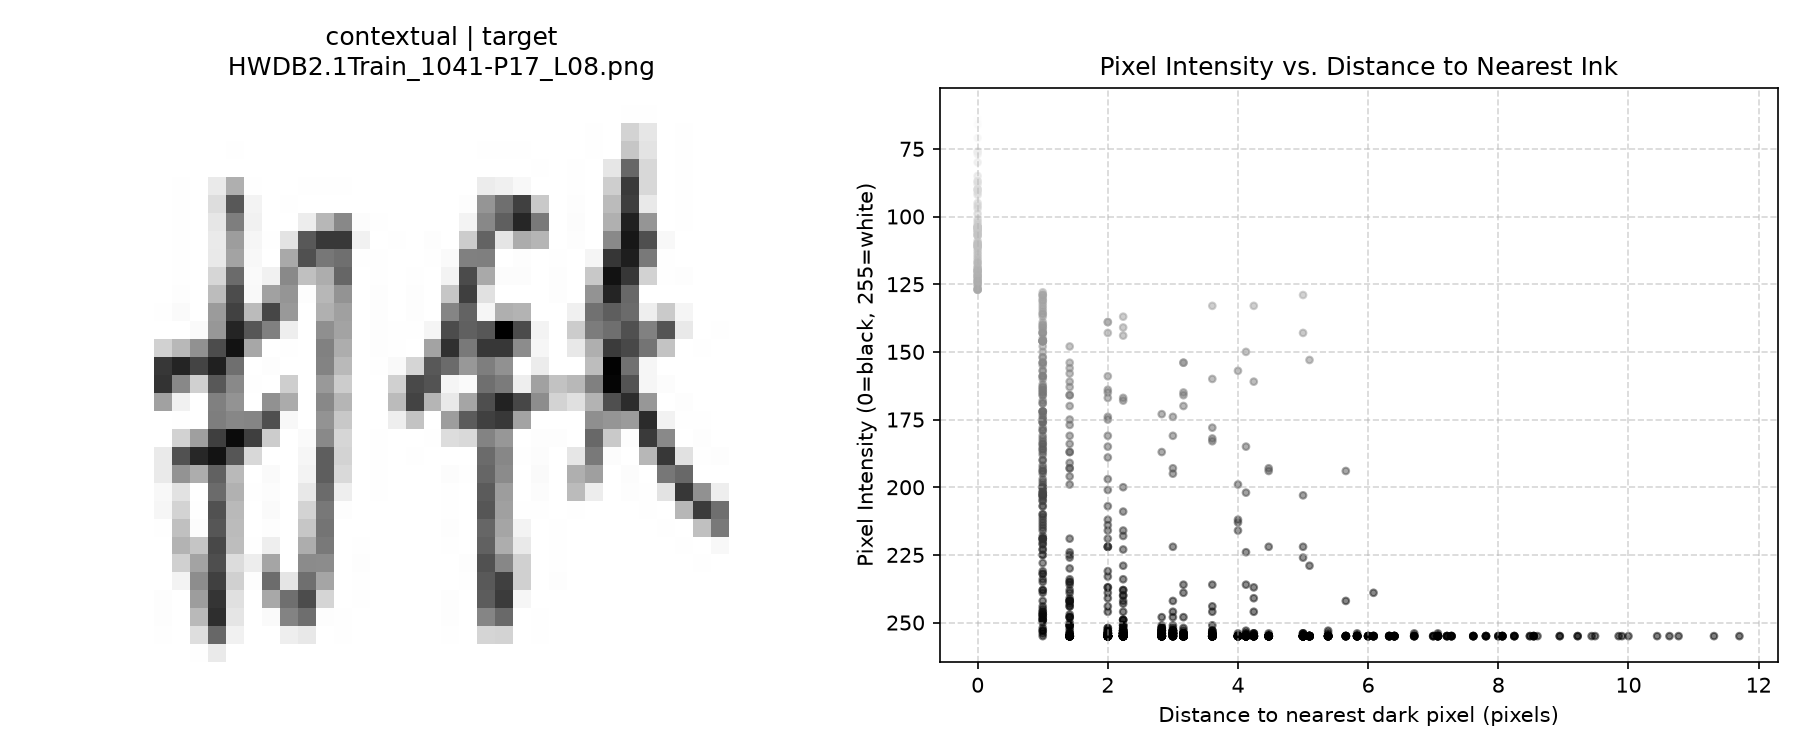 contextual | target
HWDB2.1Train_1041-P17_L08.png
Pixel Intensity vs. Distance to Nearest Ink
Pixel Intensity (0=black, 255=white)
75
100
125
150
175
200
225
250
0 2 4 6 8 10 12
Distance to nearest dark pixel (pixels)